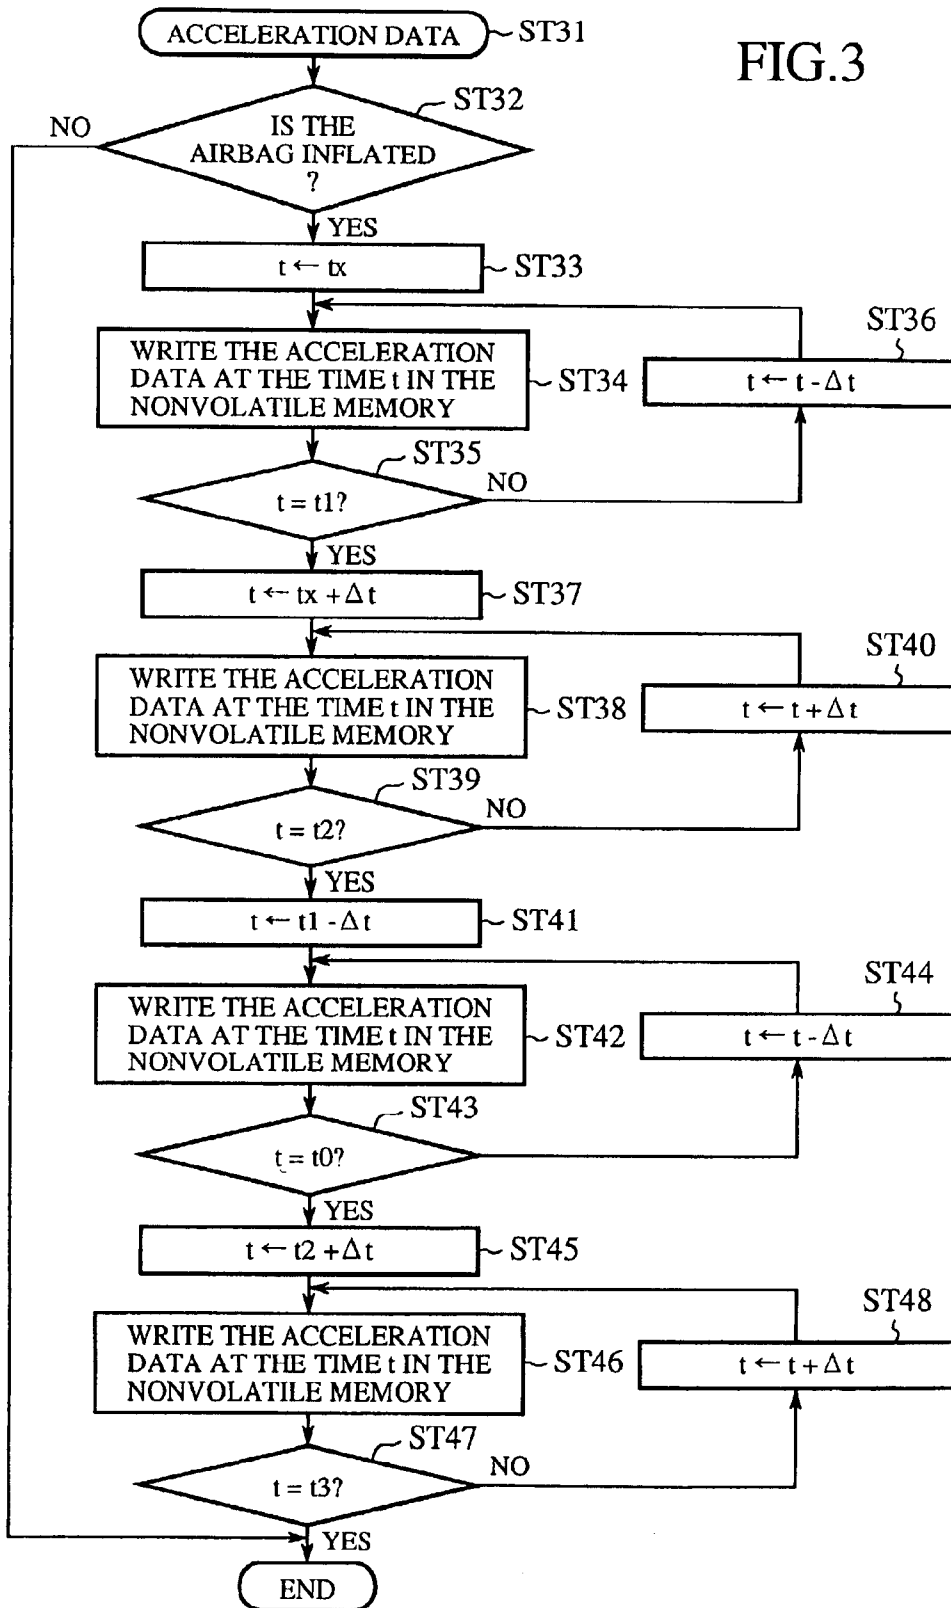 FIG.3
ACCELERATION DATA
ST31
ST32
NO
IS THE
AIRBAG INFLATED
?
YES
t ← tx
ST33
ST36
WRITE THE ACCELERATION
DATA AT THE TIME t IN THE
NONVOLATILE MEMORY
ST34
t ← t - Δt
ST35
NO
t = t1?
YES
t ← tx + Δt
ST37
ST40
WRITE THE ACCELERATION
DATA AT THE TIME t IN THE
NONVOLATILE MEMORY
ST38
t ← t + Δt
ST39
NO
t = t2?
YES
t ← t1 - Δt
ST41
ST44
WRITE THE ACCELERATION
DATA AT THE TIME t IN THE
NONVOLATILE MEMORY
ST42
t ← t - Δt
ST43
t = t0?
YES
t ← t2 + Δt
ST45
ST48
WRITE THE ACCELERATION
DATA AT THE TIME t IN THE
NONVOLATILE MEMORY
ST46
t ← t + Δt
ST47
NO
t = t3?
YES
END